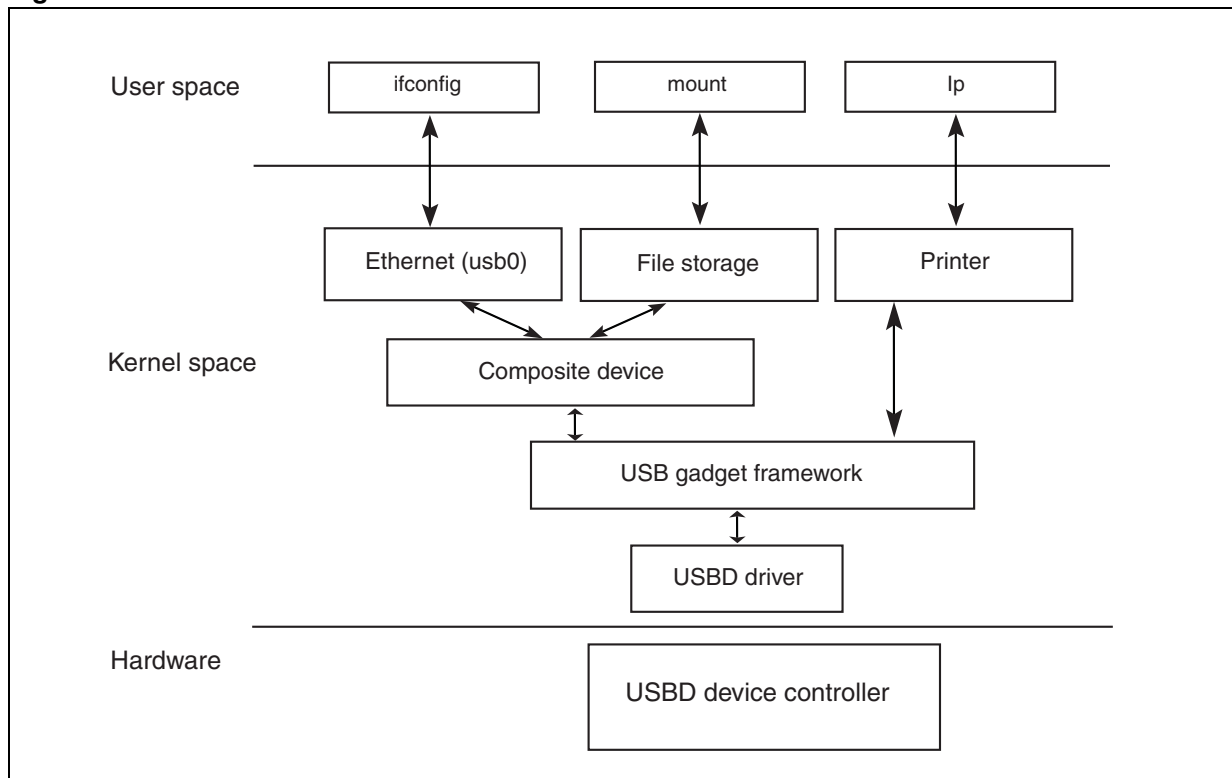 User space
ifconfig
mount
lp
Ethernet (usb0)
File storage
Printer
Kernel space
Composite device
USB gadget framework
USBD driver
Hardware
USBD device controller